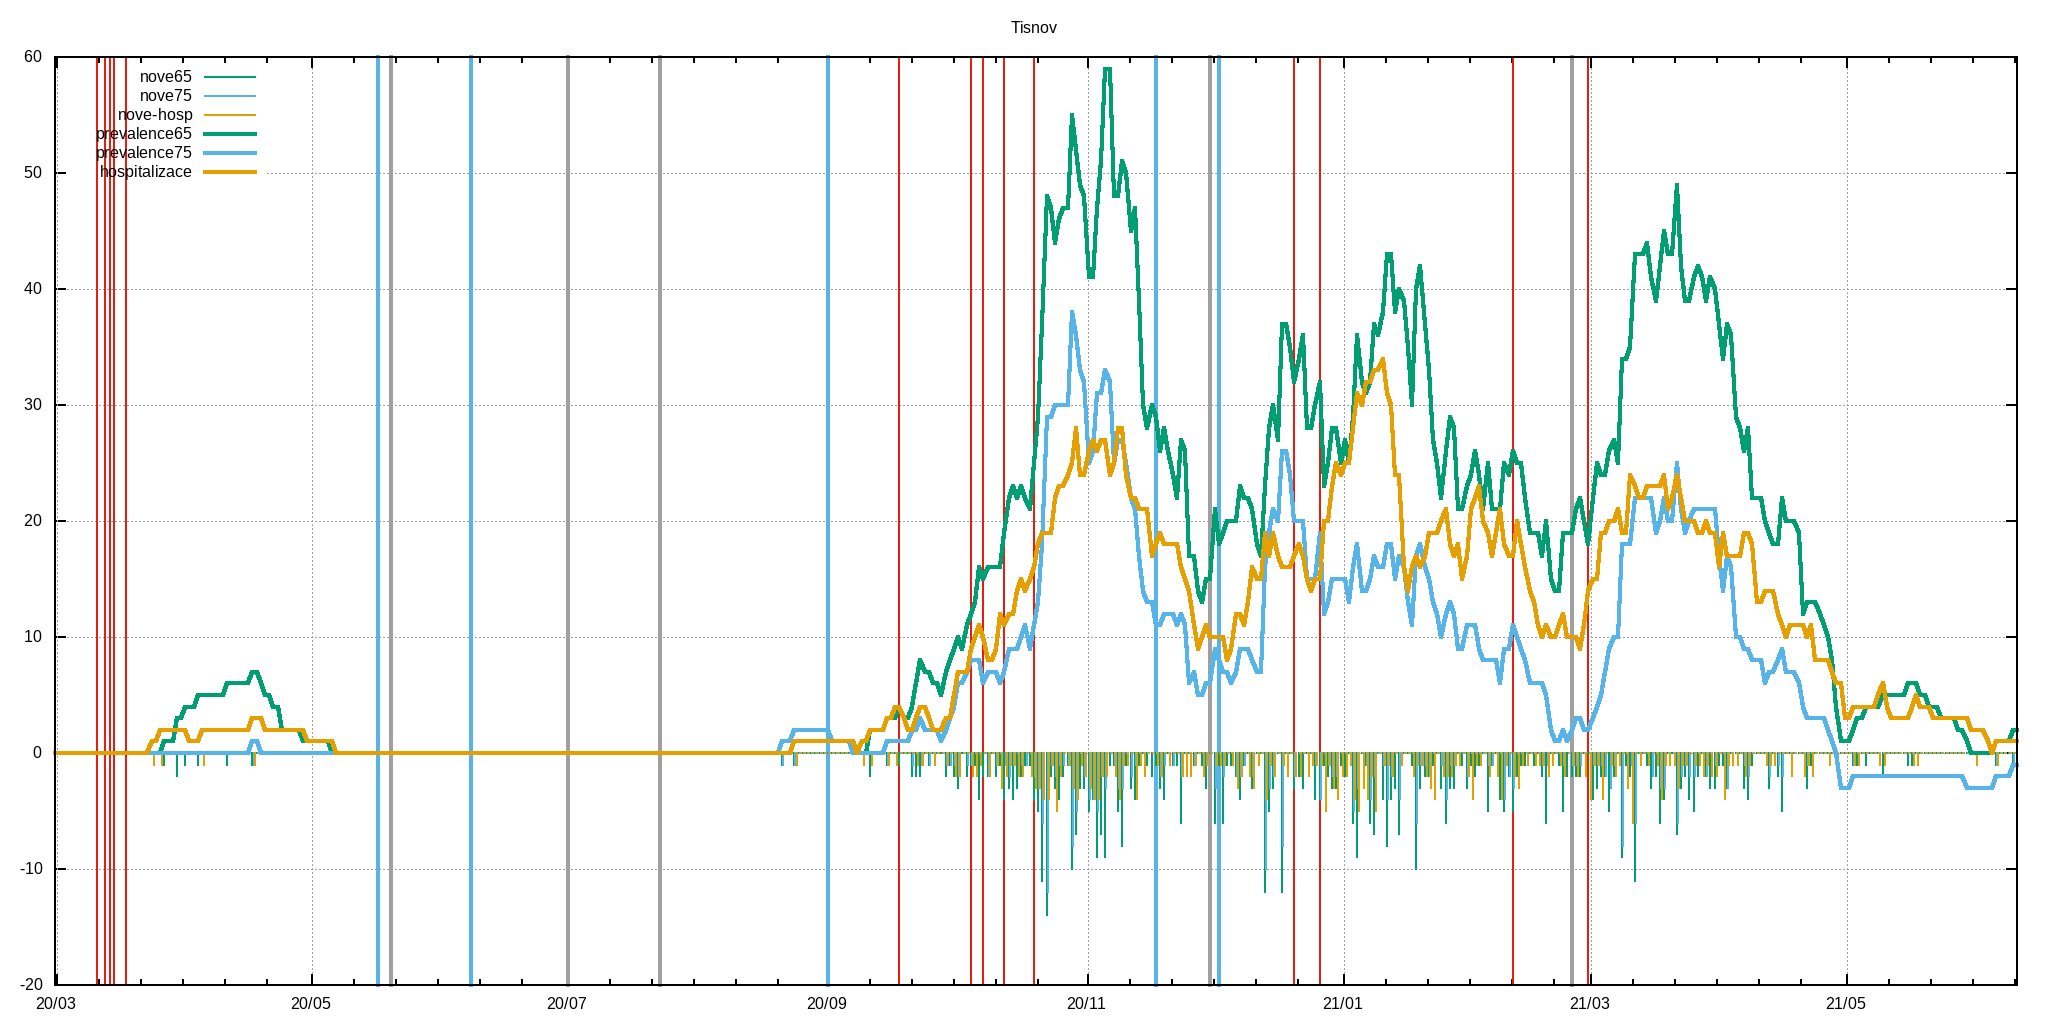 Tisnov
60
50
40
30
20
10
0
-10
-20
nove65
nove75
nove-hosp
prevalence65
prevalence75
hospitalizace
20/03 20/05 20/07 20/09 20/11 21/01 21/03 21/05